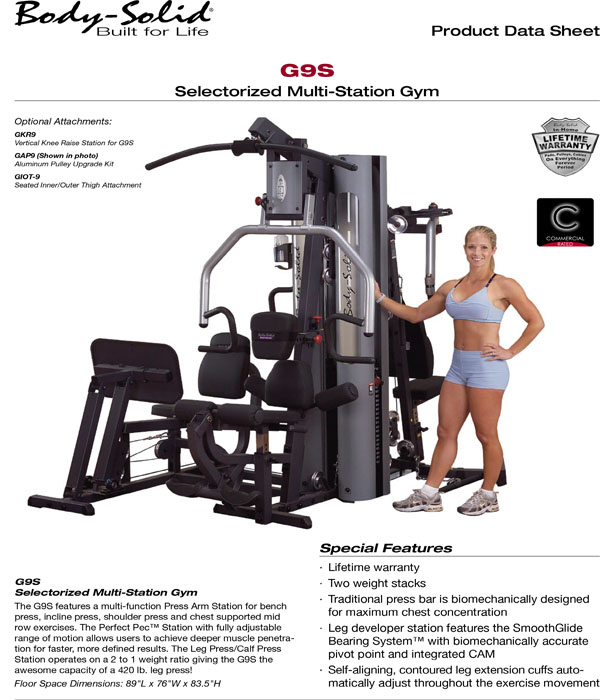 Body-Solid®
Built for Life
Product Data Sheet
G9S
Selectorized Multi-Station Gym
Optional Attachments:
GKR9
Vertical Knee Raise Station for G9S
GAP9 (Shown in photo)
Aluminum Pulley Upgrade Kit
GIOT-9
Seated Inner/Outer Thigh Attachment
Body-Solid
In Home
LIFETIME
WARRANTY
Pads, Pulleys, Cables
On Everything
Forever
Period
C
COMMERCIAL
RATED
Body-Solid
Body-Solid
G9S
Selectorized Multi-Station Gym
The G9S features a multi-function Press Arm Station for bench
press, incline press, shoulder press and chest supported mid
row exercises. The Perfect Pec™ Station with fully adjustable
range of motion allows users to achieve deeper muscle penetra-
tion for faster, more defined results. The Leg Press/Calf Press
Station operates on a 2 to 1 weight ratio giving the G9S the
awesome capacity of a 420 lb. leg press!
Floor Space Dimensions: 89"L x 76"W x 83.5"H
Special Features
· Lifetime warranty
· Two weight stacks
· Traditional press bar is biomechanically designed
for maximum chest concentration
· Leg developer station features the SmoothGlide
Bearing System™ with biomechanically accurate
pivot point and integrated CAM
· Self-aligning, contoured leg extension cuffs auto-
matically adjust throughout the exercise movement